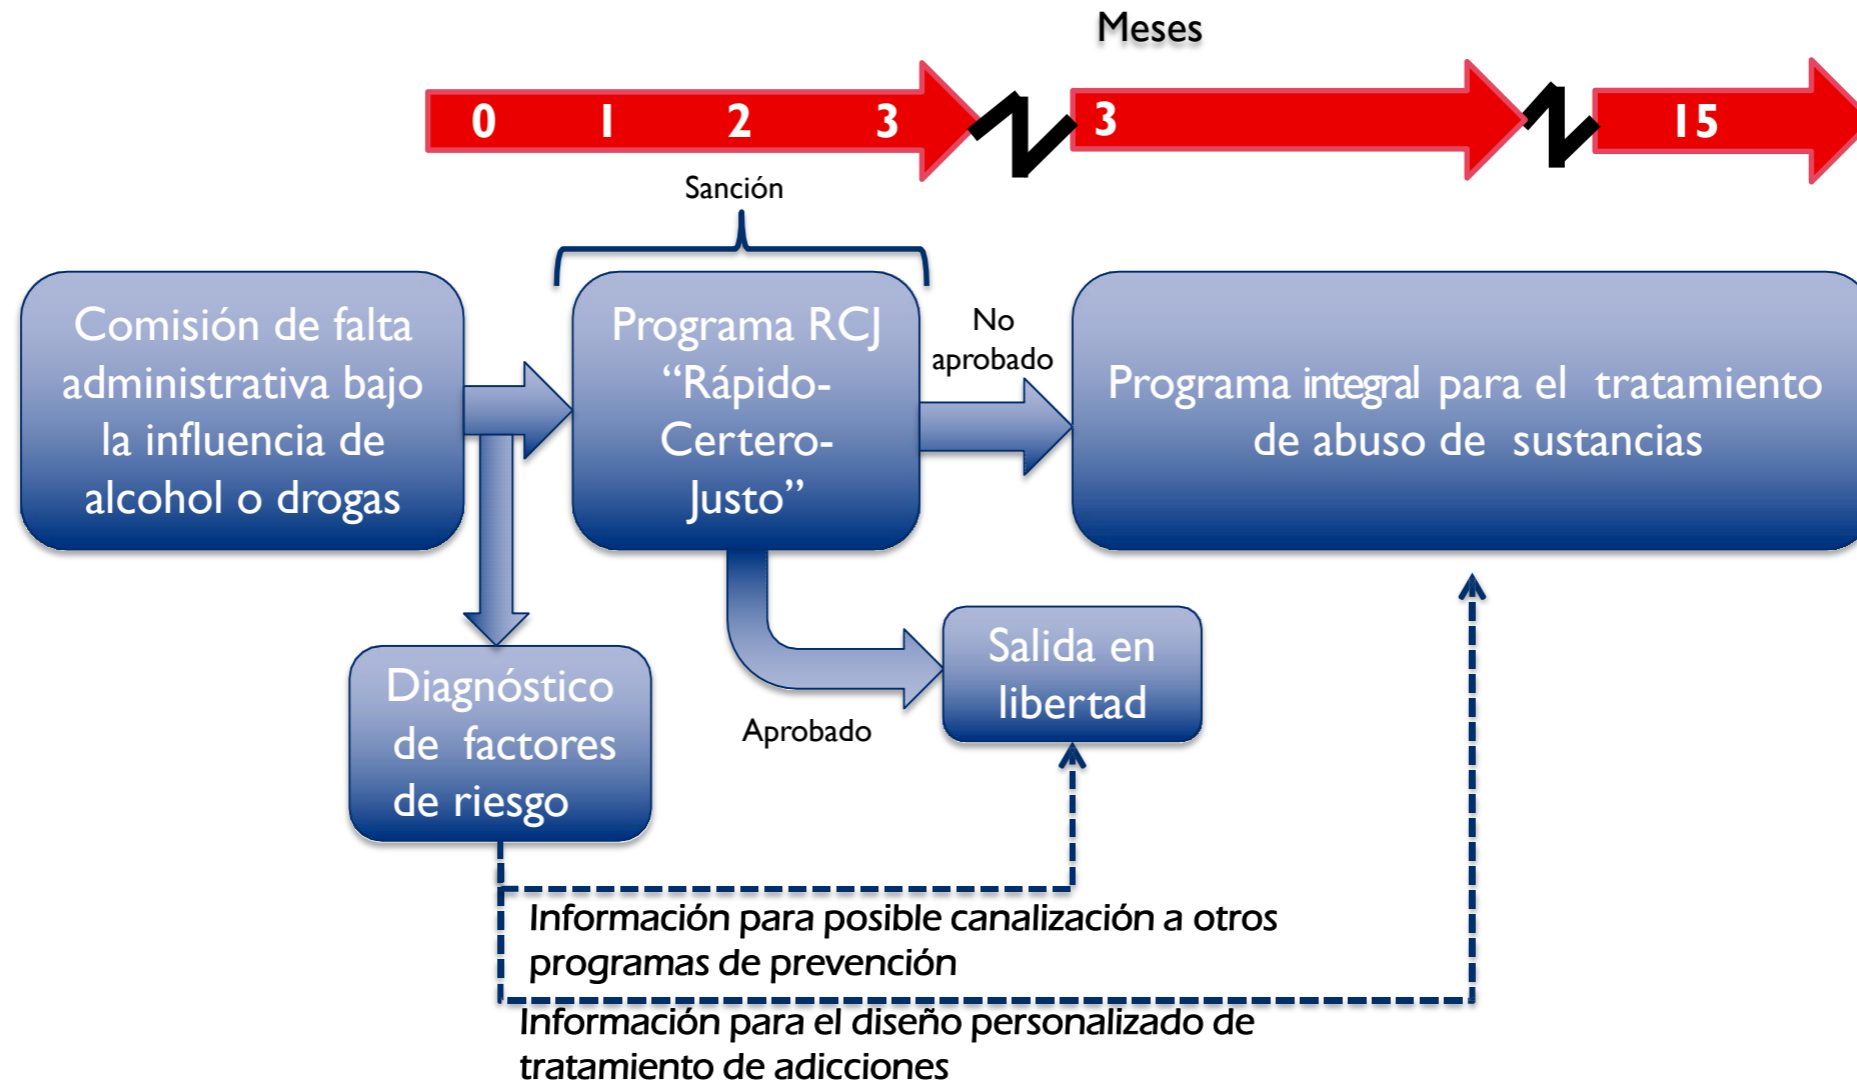 Meses
0 1 2 3 3 15
Sanción
Comisión de falta
administrativa bajo
la influencia de
alcohol o drogas
Programa RCJ
“Rápido-
Certero-
Justo”
No
aprobado
Programa integral para el tratamiento
de abuso de sustancias
Diagnóstico
de factores
de riesgo
Aprobado
Salida en
libertad
Información para posible canalización a otros
programas de prevención
Información para el diseño personalizado de
tratamiento de adicciones